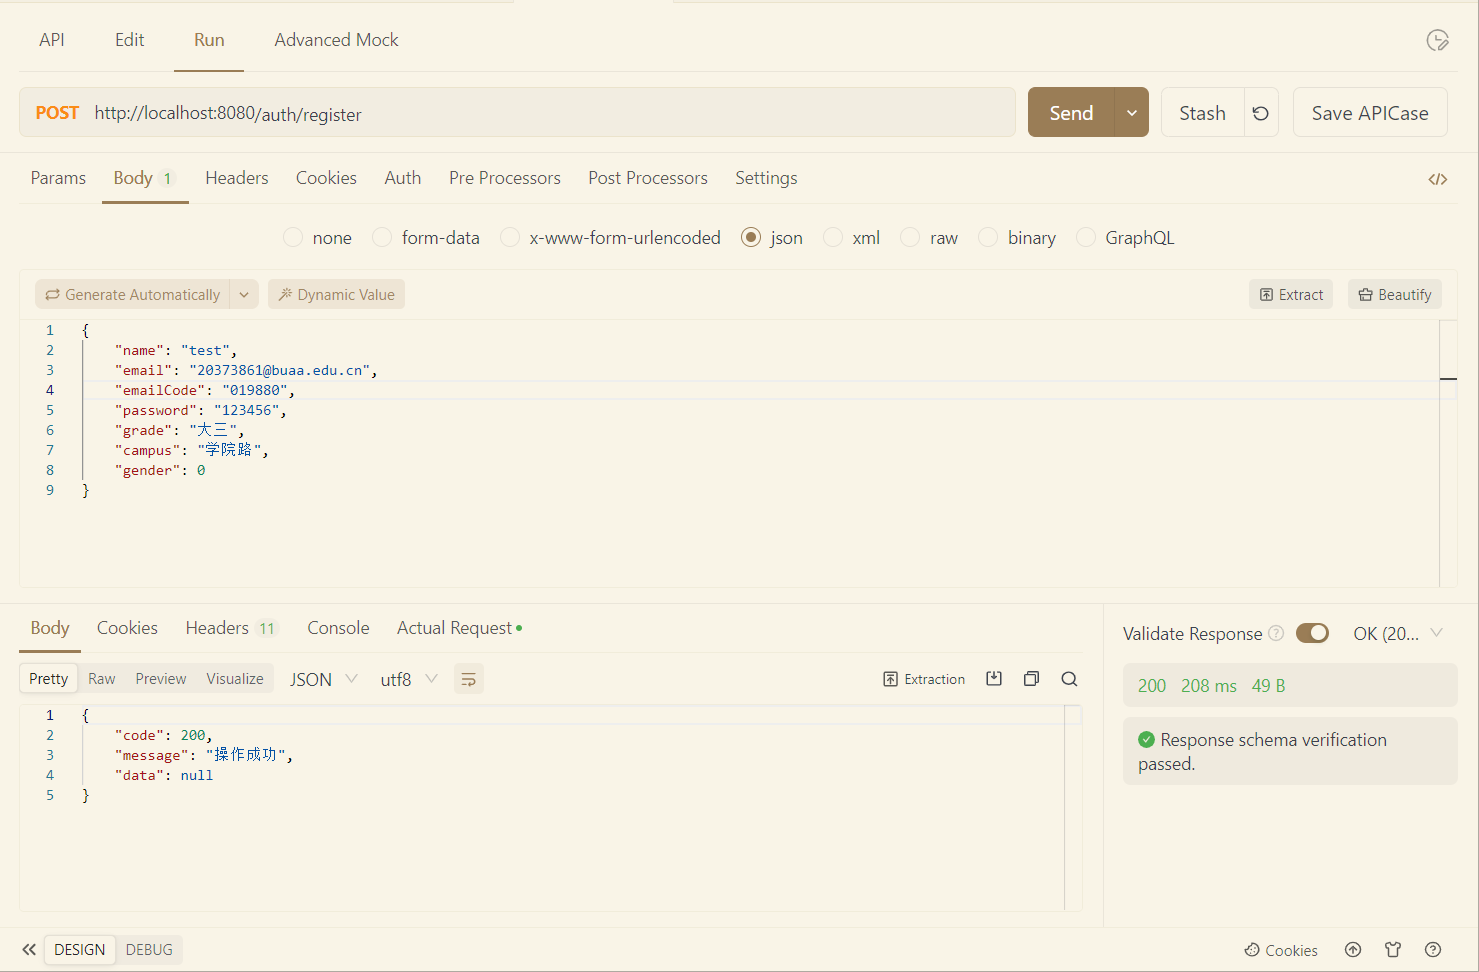 API Edit Run Advanced Mock
POST http://localhost:8080/auth/register Send Stash Save APICase
Params Body 1 Headers Cookies Auth Pre Processors Post Processors Settings
none form-data x-www-form-urlencoded json xml raw binary GraphQL
Generate Automatically Dynamic Value Extract Beautify
1 {
2 "name": "test",
3 "email": "20373861@buaa.edu.cn",
4 "emailCode": "019880",
5 "password": "123456",
6 "grade": "大三",
7 "campus": "学院路",
8 "gender": 0
9 }
Body Cookies Headers 11 Console Actual Request
Validate Response OK (20...
Pretty Raw Preview Visualize JSON utf8 Extraction
200 208 ms 49 B
1 {
2 "code": 200,
3 "message": "操作成功",
4 "data": null
5 }
Response schema verification
passed.
DESIGN DEBUG Cookies